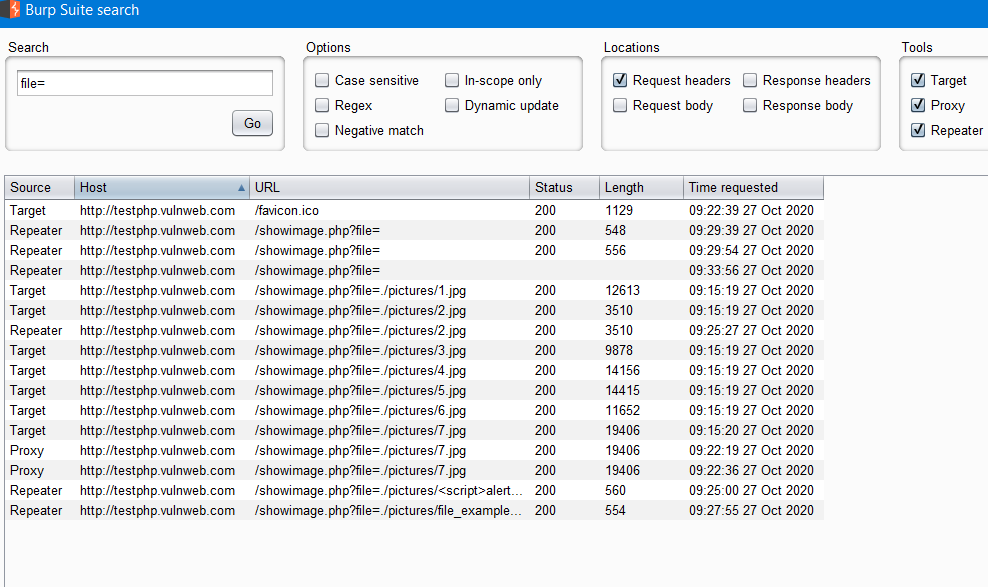 Burp Suite search
Search Options Locations Tools
file= Case sensitive In-scope only Request headers Response headers Target
Regex Dynamic update Request body Response body Proxy
Go Negative match Repeater
Source Host URL Status Length Time requested
Target http://testphp.vulnweb.com /favicon.ico 200 1129 09:22:39 27 Oct 2020
Repeater http://testphp.vulnweb.com /showimage.php?file= 200 548 09:29:39 27 Oct 2020
Repeater http://testphp.vulnweb.com /showimage.php?file= 200 556 09:29:54 27 Oct 2020
Repeater http://testphp.vulnweb.com /showimage.php?file= 09:33:56 27 Oct 2020
Target http://testphp.vulnweb.com /showimage.php?file=./pictures/1.jpg 200 12613 09:15:19 27 Oct 2020
Target http://testphp.vulnweb.com /showimage.php?file=./pictures/2.jpg 200 3510 09:15:19 27 Oct 2020
Repeater http://testphp.vulnweb.com /showimage.php?file=./pictures/2.jpg 200 3510 09:25:27 27 Oct 2020
Target http://testphp.vulnweb.com /showimage.php?file=./pictures/3.jpg 200 9878 09:15:19 27 Oct 2020
Target http://testphp.vulnweb.com /showimage.php?file=./pictures/4.jpg 200 14156 09:15:19 27 Oct 2020
Target http://testphp.vulnweb.com /showimage.php?file=./pictures/5.jpg 200 14415 09:15:19 27 Oct 2020
Target http://testphp.vulnweb.com /showimage.php?file=./pictures/6.jpg 200 11652 09:15:19 27 Oct 2020
Target http://testphp.vulnweb.com /showimage.php?file=./pictures/7.jpg 200 19406 09:15:20 27 Oct 2020
Proxy http://testphp.vulnweb.com /showimage.php?file=./pictures/7.jpg 200 19406 09:22:19 27 Oct 2020
Proxy http://testphp.vulnweb.com /showimage.php?file=./pictures/7.jpg 200 19406 09:22:36 27 Oct 2020
Repeater http://testphp.vulnweb.com /showimage.php?file=./pictures/<script>alert... 200 560 09:25:00 27 Oct 2020
Repeater http://testphp.vulnweb.com /showimage.php?file=./pictures/file_example... 200 554 09:27:55 27 Oct 2020